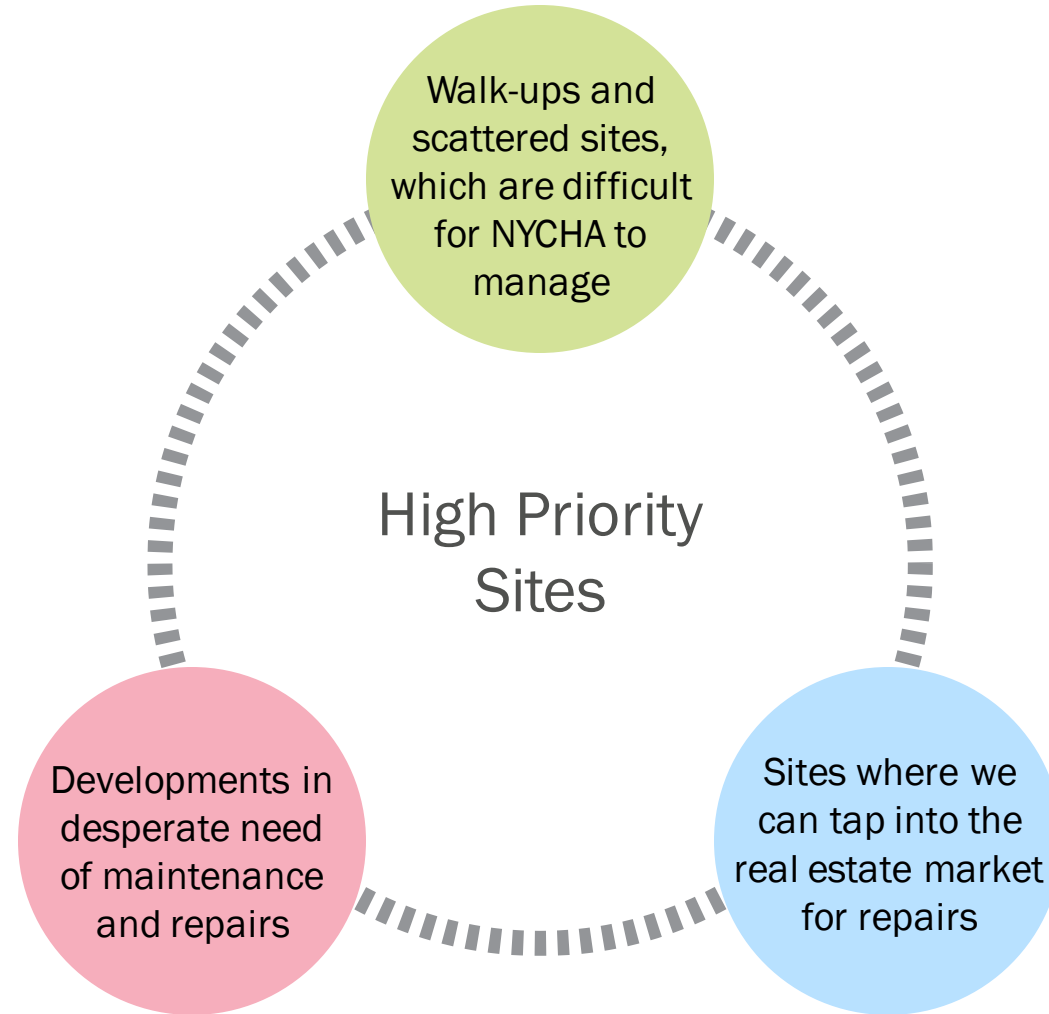 Walk-ups and
scattered sites,
which are difficult
for NYCHA to
manage
High Priority
Sites
Developments in
desperate need
of maintenance
and repairs
Sites where we
can tap into the
real estate market
for repairs